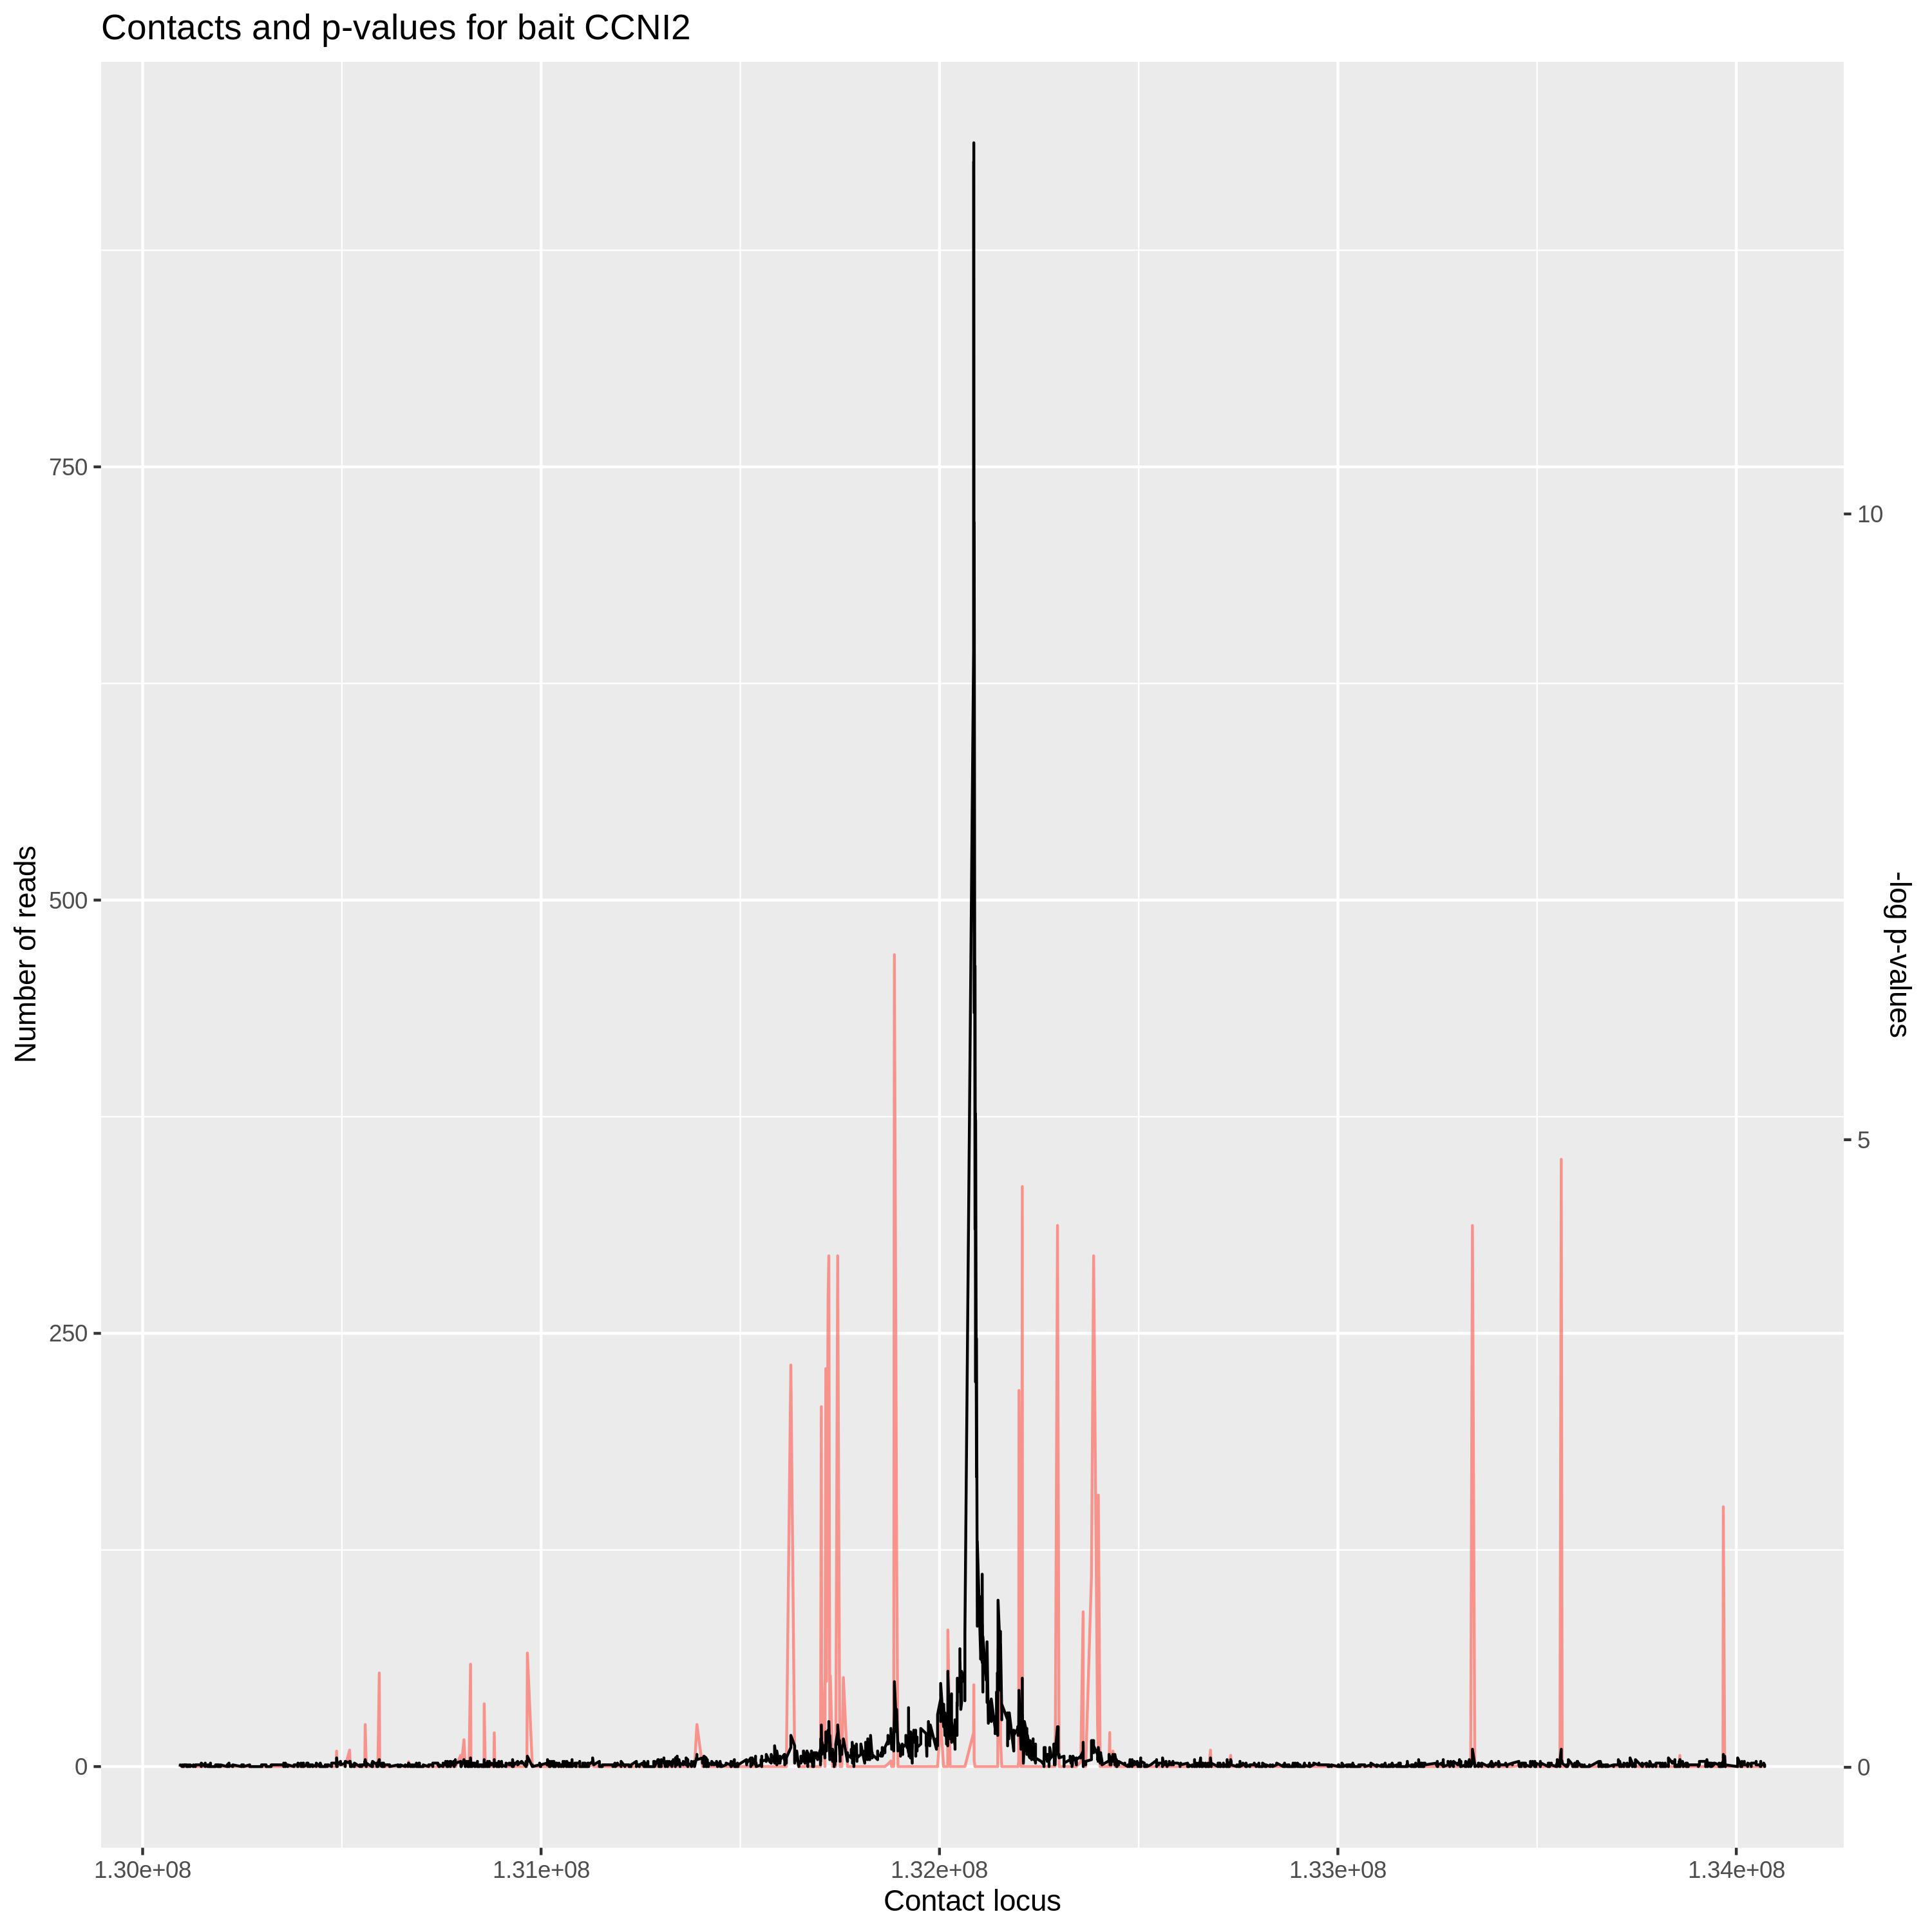 Contacts and p-values for bait CCNI2
Number of reads
750
500
250
0
10
5
0
-log p-values
1.30e+08
1.31e+08
1.32e+08
1.33e+08
1.34e+08
Contact locus